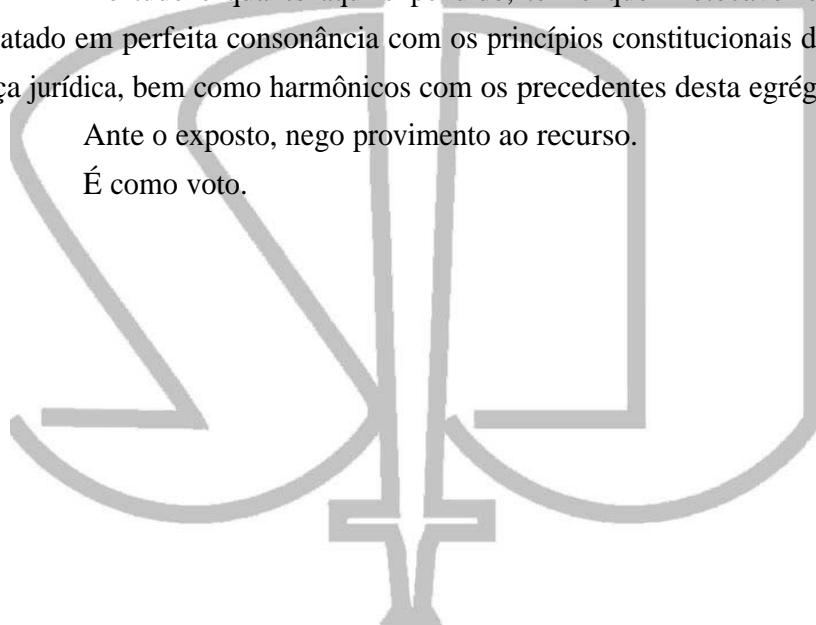 atado em perfeita consonância com os princípios constitucionais d
ça jurídica, bem como harmônicos com os precedentes desta egrég
Ante o exposto, nego provimento ao recurso.
É como voto.